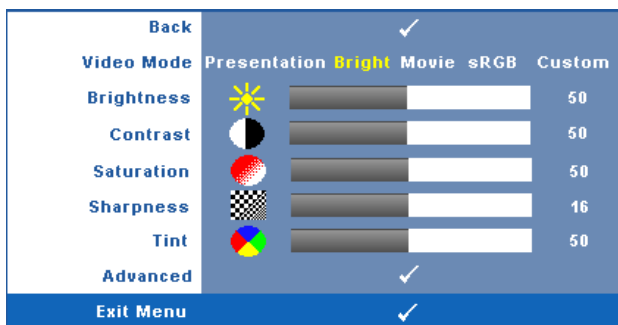 Back
Video Mode Presentation Bright Movie sRGB Custom
Brightness 50
Contrast 50
Saturation 50
Sharpness 16
Tint 50
Advanced
Exit Menu